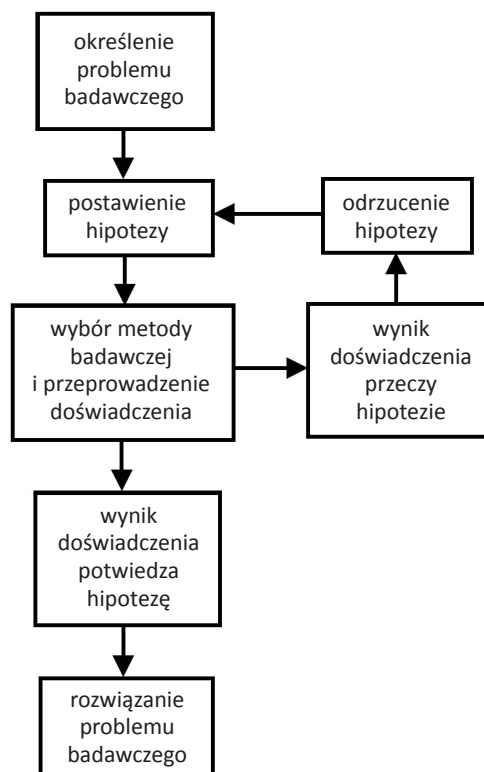 określenie
problemu
badawczego
postawienie
hipotezy
odrzucenie
hipotezy
wybór metody
badawczej
i przeprowadzenie
doświadczenia
wynik
doświadczenia
przeczy
hipotezie
wynik
doświadczenia
potwiedza
hipotezę
rozwiązanie
problemu
badawczego